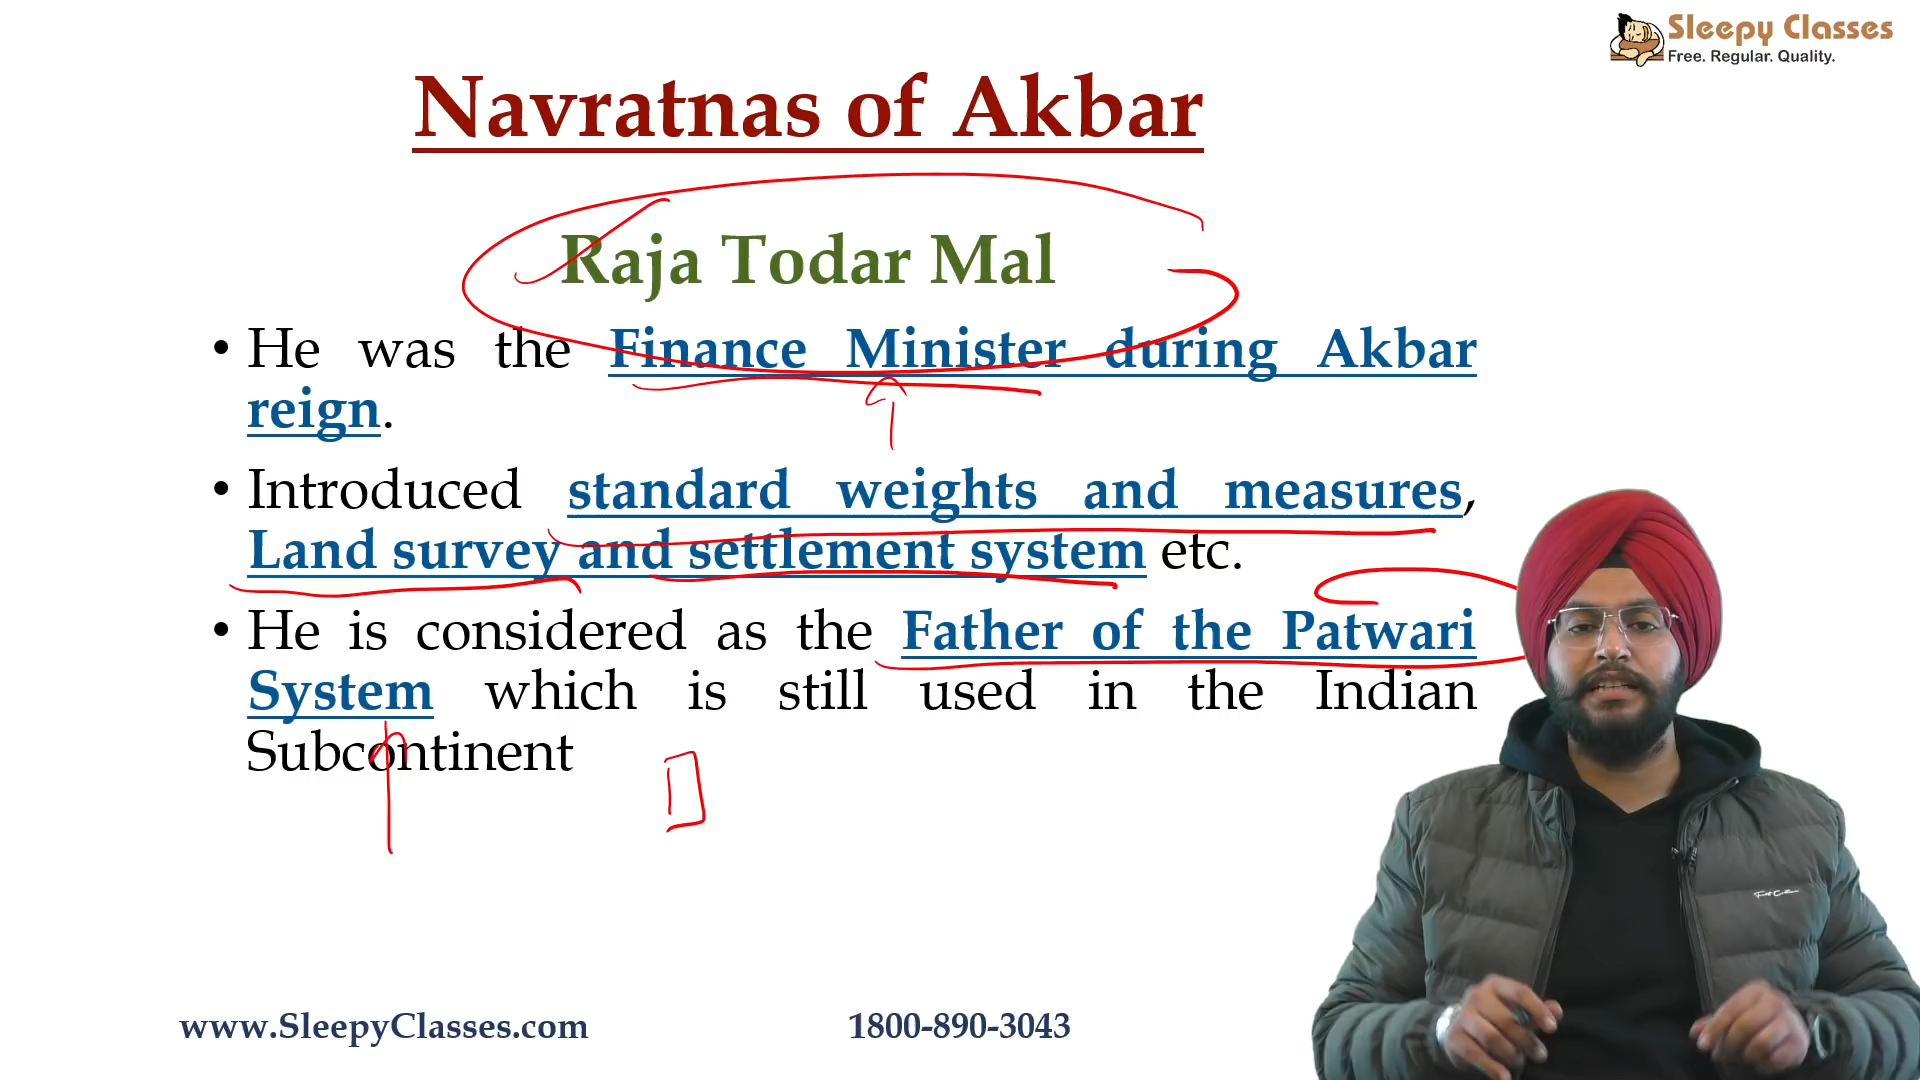 Sleepy Classes
Free. Regular. Quality.
Navratnas of Akbar
Raja Todar Mal
• He was the Finance Minister during Akbar
reign.
• Introduced standard weights and measures,
Land survey and settlement system etc.
• He is considered as the Father of the Patwari
System which is still used in the Indian
Subcontinent
www.SleepyClasses.com
1800-890-3043